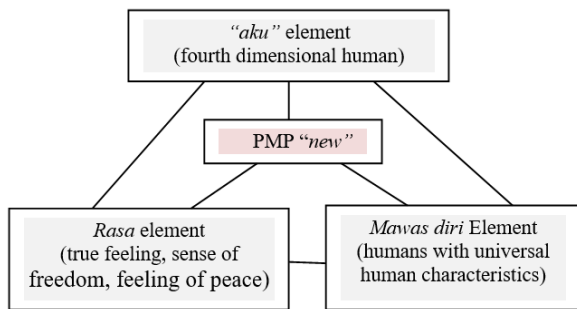 “aku” element
(fourth dimensional human)
PMP “new”
Rasa element
(true feeling, sense of
freedom, feeling of peace)
Mawas diri Element
(humans with universal
human characteristics)